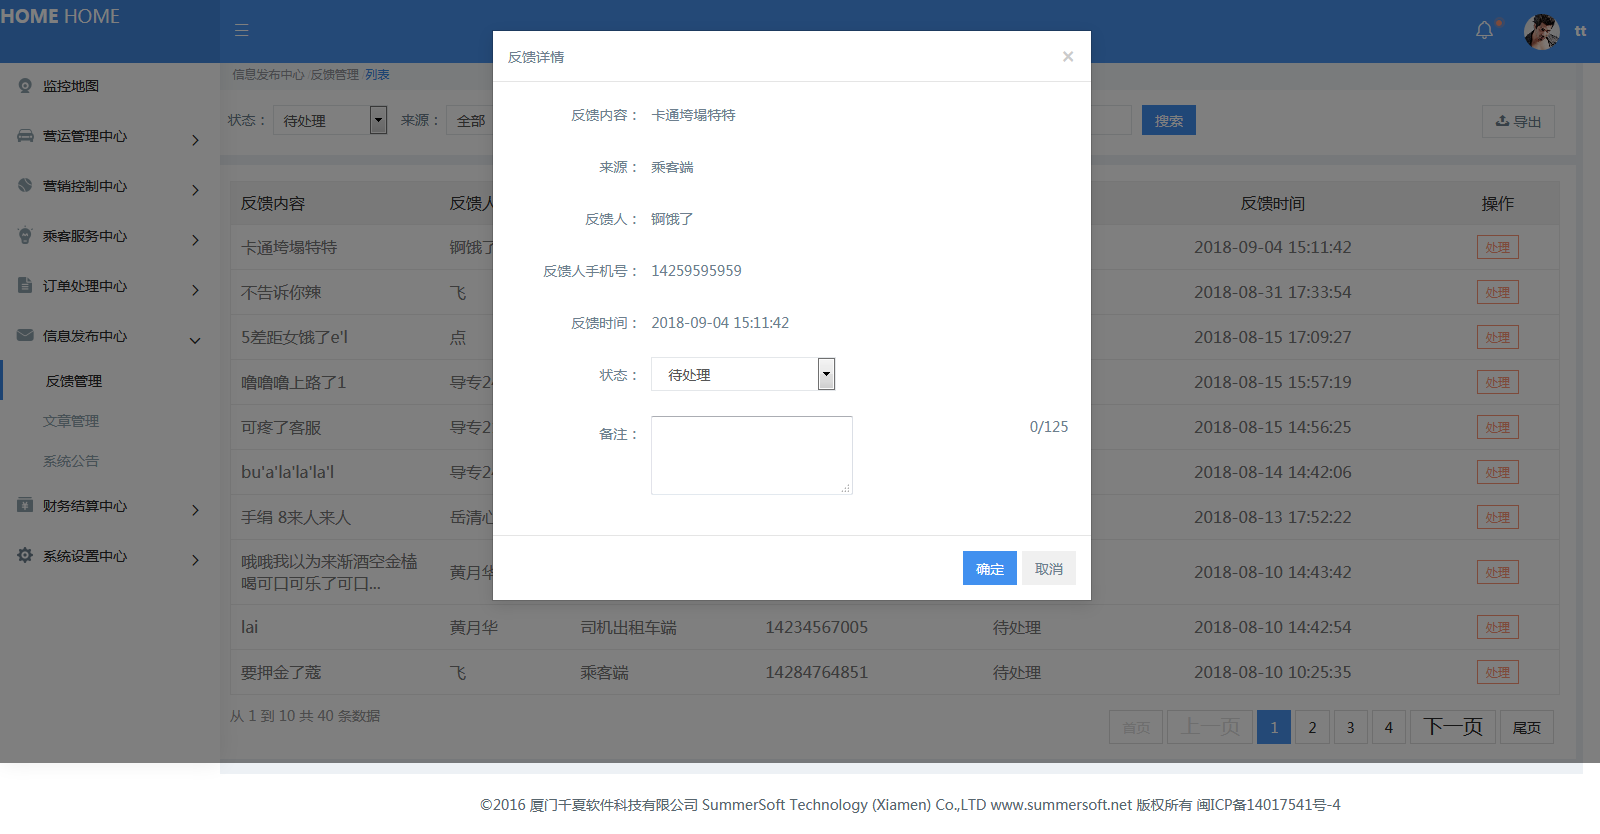 HOME HOME
tt
监控地图
营运管理中心
营销控制中心
乘客服务中心
订单处理中心
信息发布中心
反馈管理
文章管理
系统公告
财务结算中心
系统设置中心
信息发布中心 反馈管理 列表
状态： 待处理 来源： 全部 搜索 导出
反馈内容 反馈人 反馈时间 操作
卡通垮塌特特 锕饿了 2018-09-04 15:11:42 处理
不告诉你辣 飞 2018-08-31 17:33:54 处理
5差距女饿了e'l 点 2018-08-15 17:09:27 处理
噜噜噜上路了1 导专24 2018-08-15 15:57:19 处理
可疼了客服 导专2 2018-08-15 14:56:25 处理
bu'a'la'la'la'l 导专24 2018-08-14 14:42:06 处理
手绢 8来人来人 岳清心 2018-08-13 17:52:22 处理
哦哦我以为来渐酒空金榼
喝可口可乐了可口... 黄月华 2018-08-10 14:43:42 处理
lai 黄月华 司机出租车端 14234567005 待处理 2018-08-10 14:42:54 处理
要押金了蔻 飞 乘客端 14284764851 待处理 2018-08-10 10:25:35 处理
从 1 到 10 共 40 条数据
首页 上一页 1 2 3 4 下一页 尾页
反馈详情 ×
反馈内容： 卡通垮塌特特
来源： 乘客端
反馈人： 锕饿了
反馈人手机号： 14259595959
反馈时间： 2018-09-04 15:11:42
状态： 待处理
备注： 0/125
确定 取消
©2016 厦门千夏软件科技有限公司 SummerSoft Technology (Xiamen) Co.,LTD www.summersoft.net 版权所有 闽ICP备14017541号-4